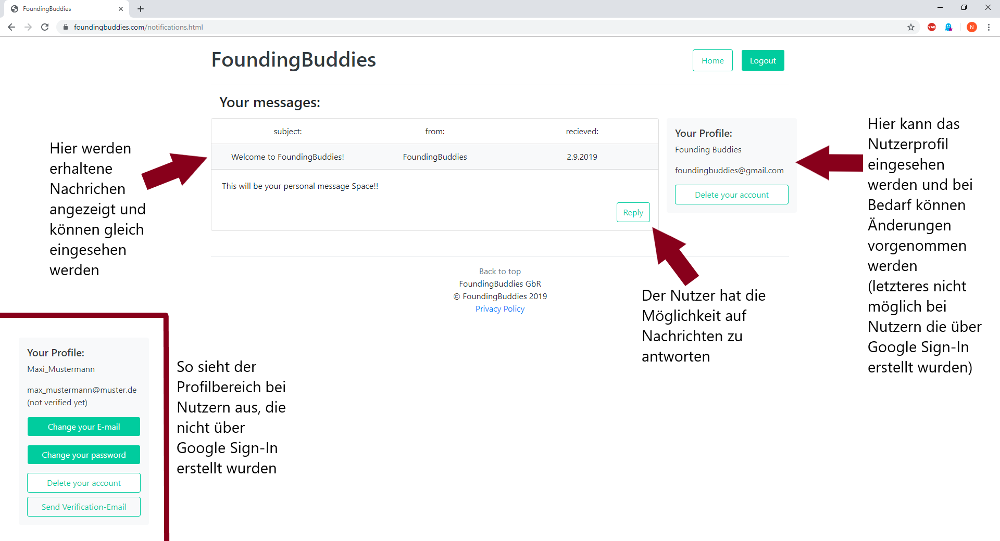 FoundingBuddies
foundingbuddies.com/notifications.html
YAB
N
FoundingBuddies
Home
Logout
Your messages:
subject: from: recieved:
Welcome to FoundingBuddies! FoundingBuddies 2.9.2019
This will be your personal message Space!!
Reply
Your Profile:
Founding Buddies
foundingbuddies@gmail.com
Delete your account
Hier werden
erhaltene
Nachrichen
angezeigt und
können gleich
eingesehen
werden
Hier kann das
Nutzerprofil
eingesehen
werden und bei
Bedarf können
Änderungen
vorgenommen
werden
(letzteres nicht
möglich bei
Nutzern die über
Google Sign-In
erstellt wurden)
Back to top
FoundingBuddies GbR
© FoundingBuddies 2019
Privacy Policy
Der Nutzer hat die
Möglichkeit auf
Nachrichten zu
antworten
Your Profile:
Maxi_Mustermann
max_mustermann@muster.de
(not verified yet)
Change your E-mail
Change your password
Delete your account
Send Verification-Email
So sieht der
Profilbereich bei
Nutzern aus, die
nicht über
Google Sign-In
erstellt wurden